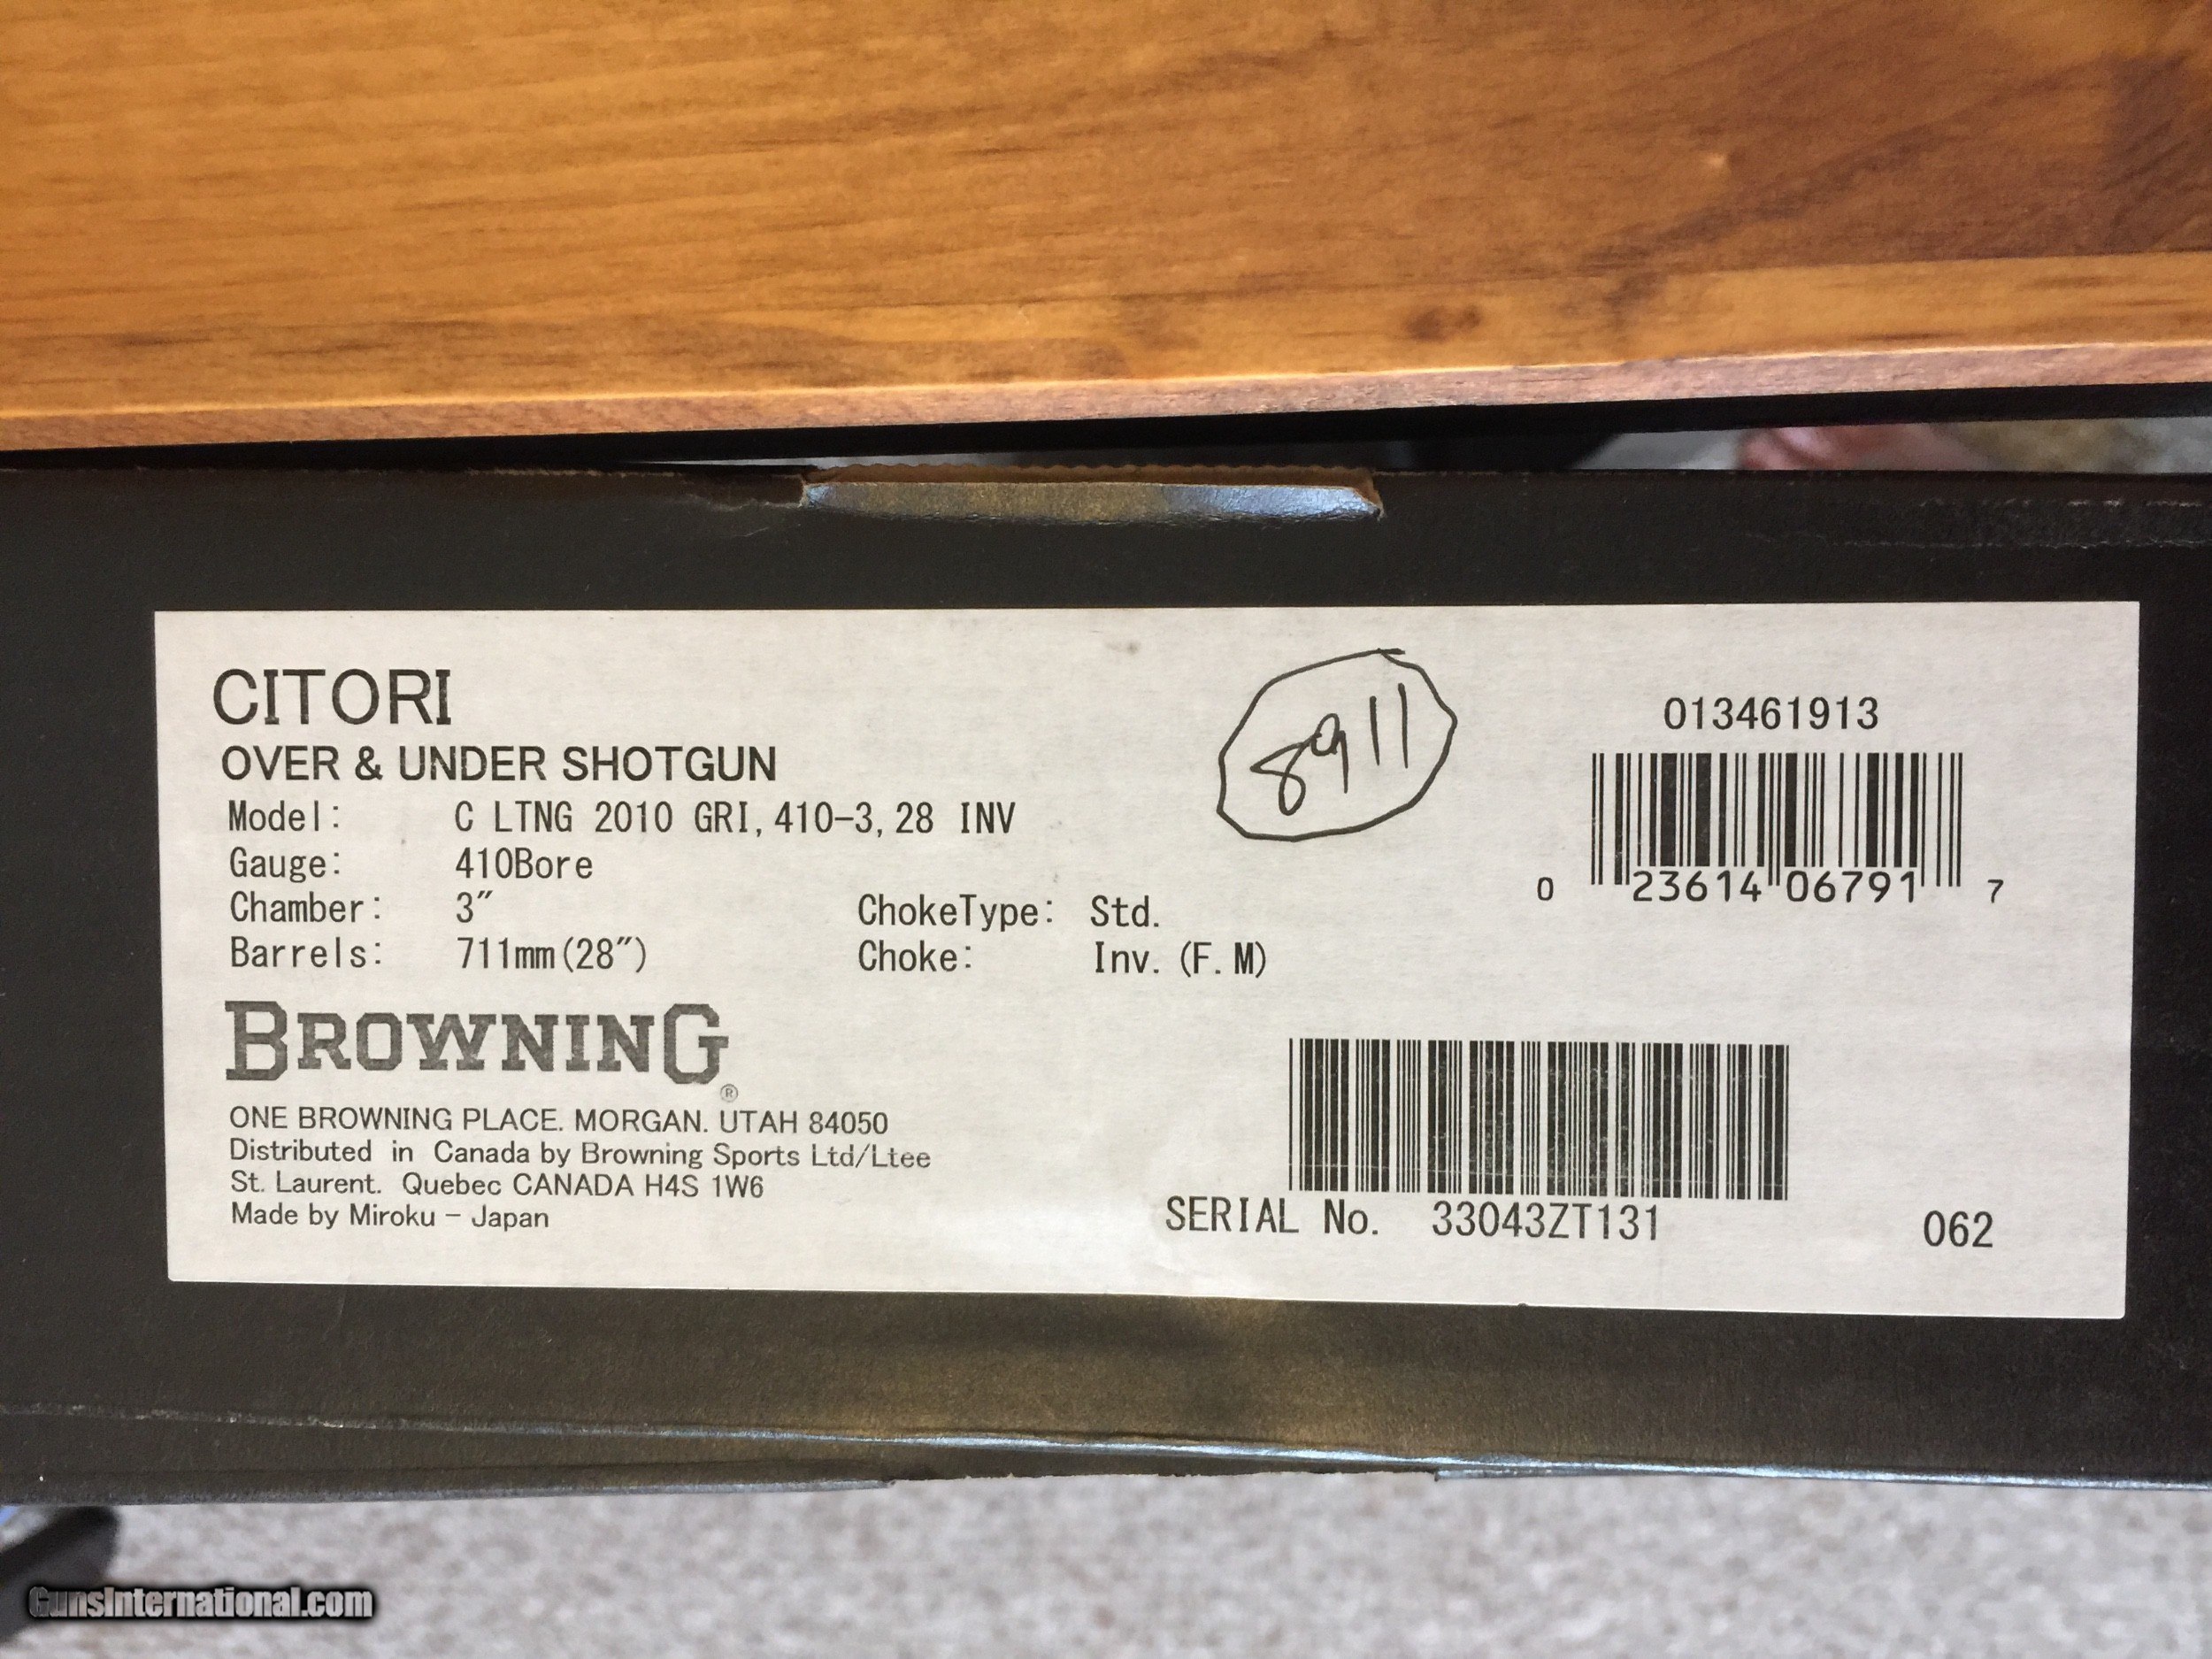 CITORI
OVER & UNDER SHOTGUN
Model: C LTNG 2010 GRI, 410-3, 28 INV
Gauge: 410Bore
Chamber: 3" ChokeType: Std.
Barrels: 711mm(28") Choke: Inv. (F. M)
BROWNING®
ONE BROWNING PLACE. MORGAN. UTAH 84050
Distributed in Canada by Browning Sports Ltd/Ltee
St. Laurent. Quebec CANADA H4S 1W6
Made by Miroku - Japan
8911
013461913
0 23614 06791 7
SERIAL No. 33043ZT131
062
GunsInternational.com